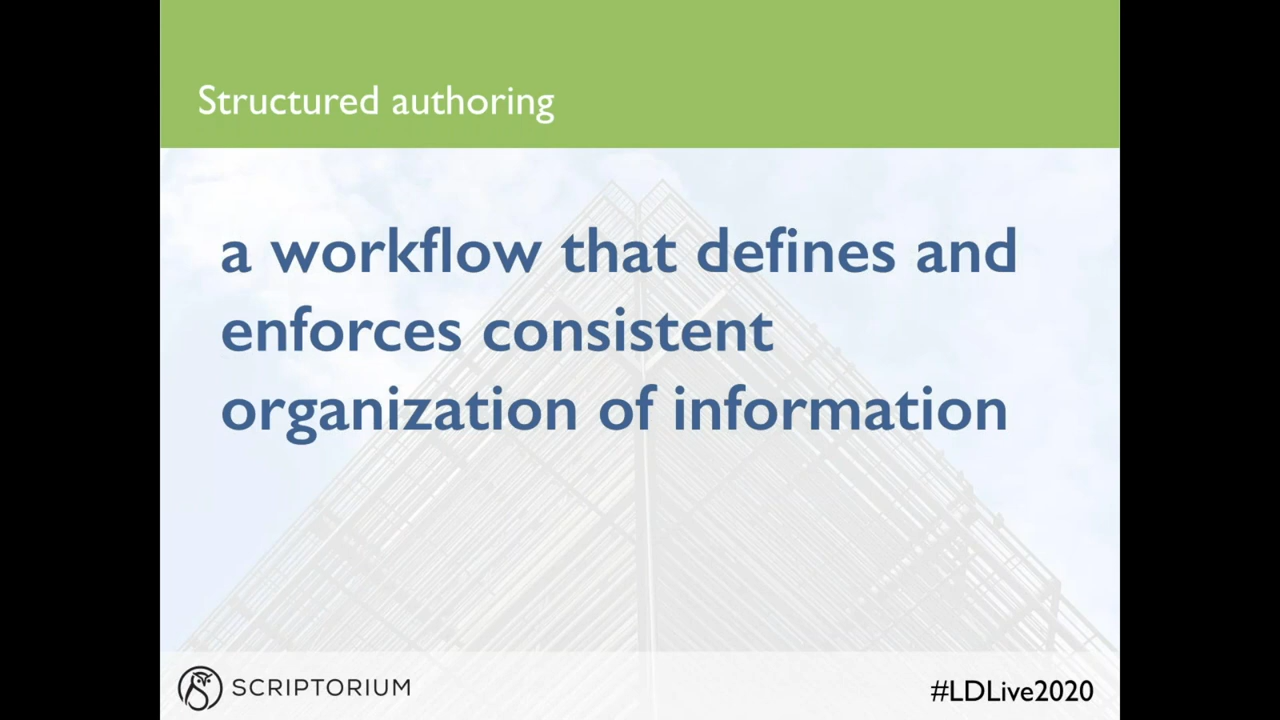 Structured authoring
a workflow that defines and
enforces consistent
organization of information
SCRIPTORIUM
#LDLive2020